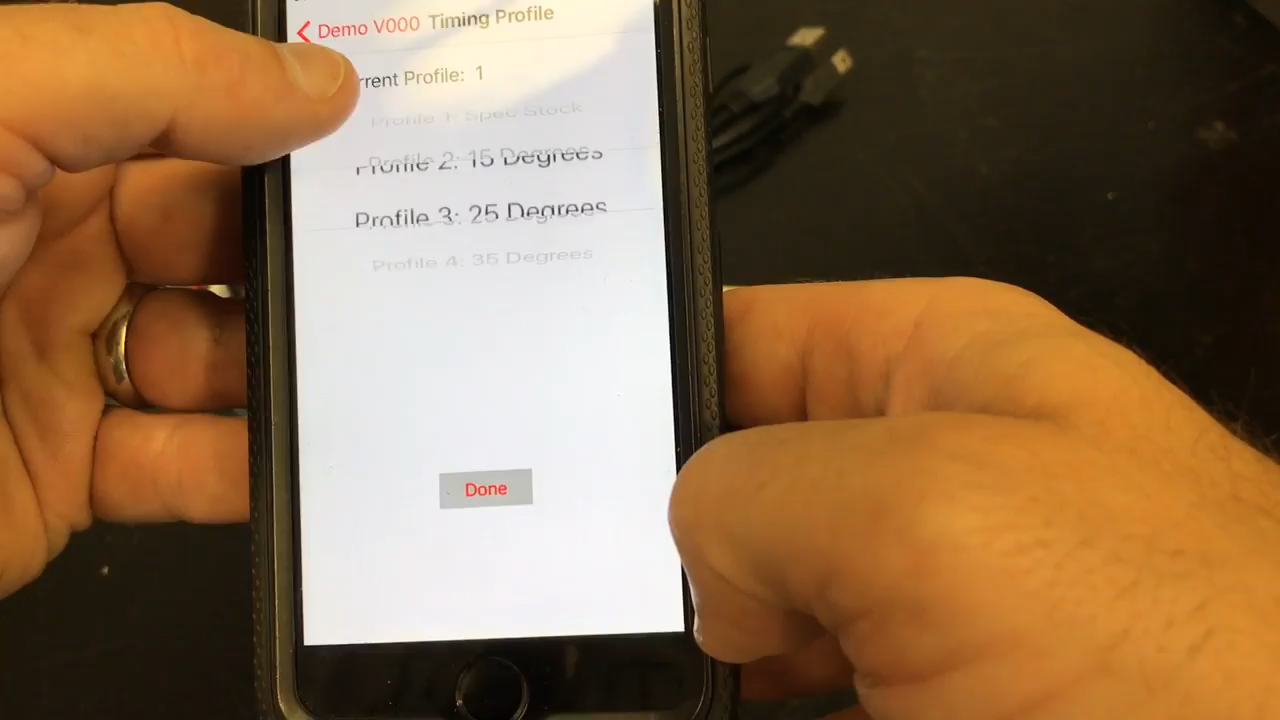 Demo V000 Timing Profile
rrent Profile: 1
Profile 1: Spec Stock
Profile 2: 15 Degrees
Profile 3: 25 Degrees
Profile 4: 35 Degrees
Done